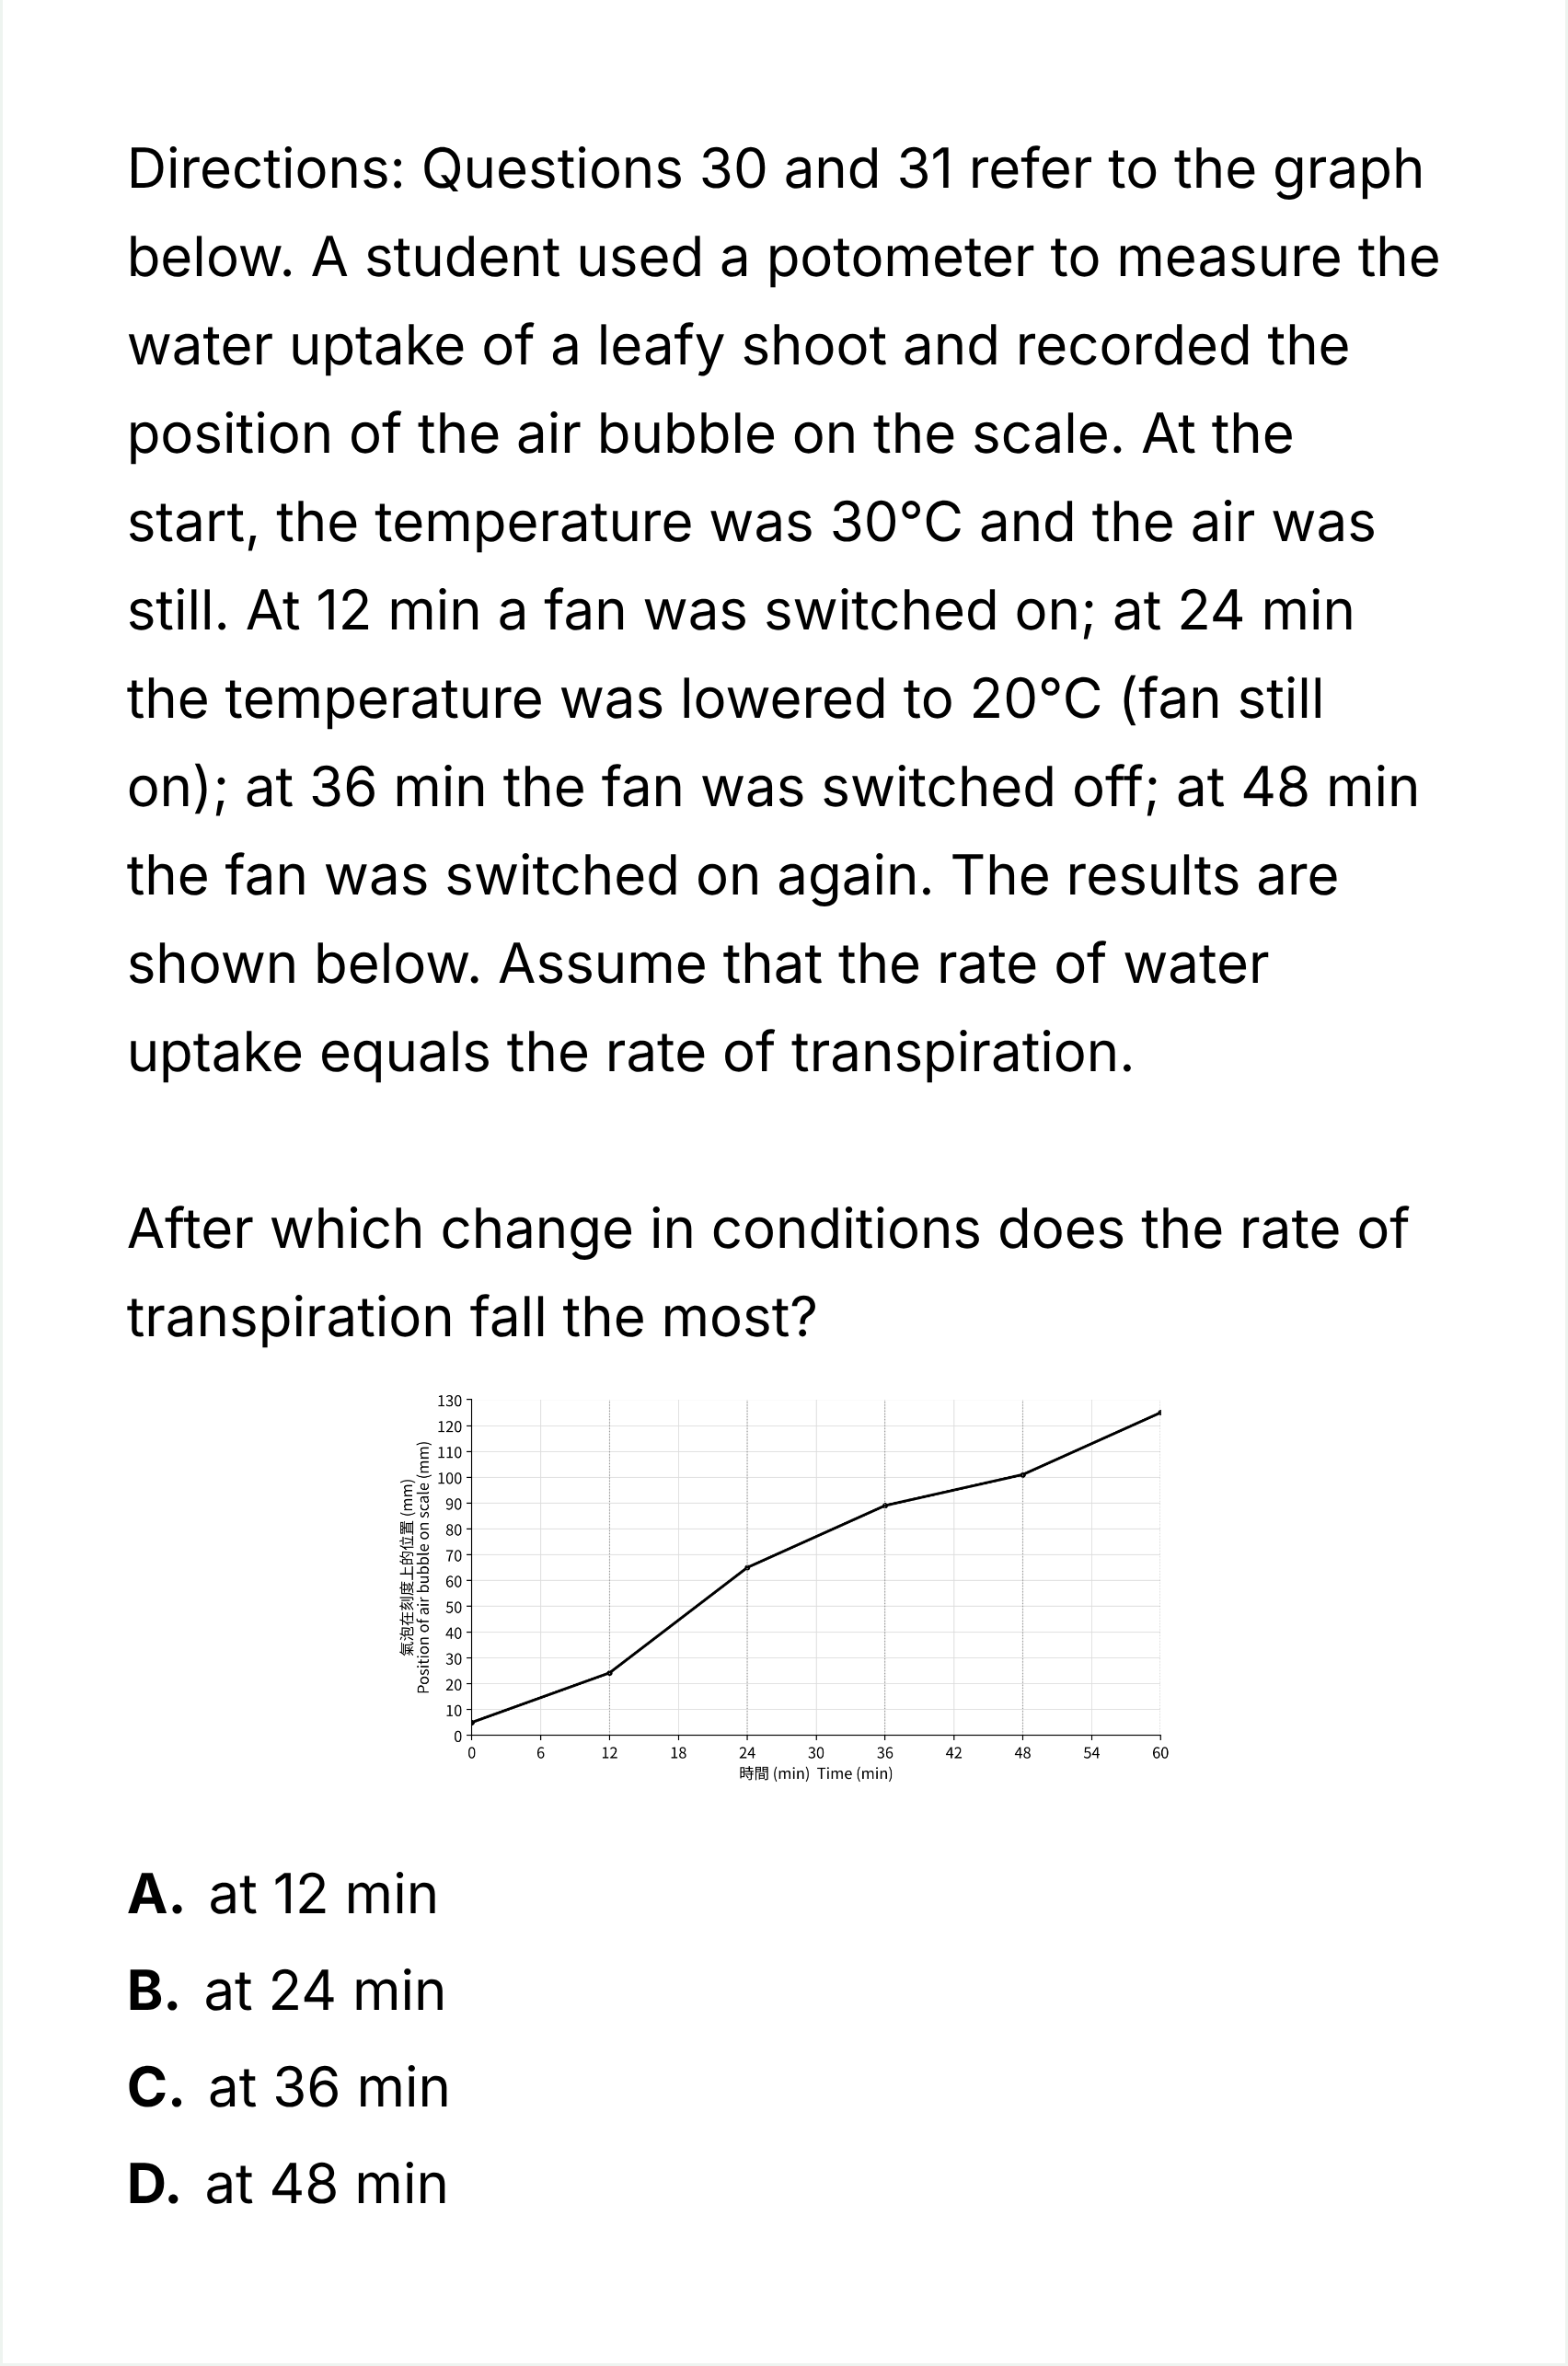 Directions: Questions 30 and 31 refer to the graph
below. A student used a potometer to measure the
water uptake of a leafy shoot and recorded the
position of the air bubble on the scale. At the
start, the temperature was 30°C and the air was
still. At 12 min a fan was switched on; at 24 min
the temperature was lowered to 20°C (fan still
on); at 36 min the fan was switched off; at 48 min
the fan was switched on again. The results are
shown below. Assume that the rate of water
uptake equals the rate of transpiration.
After which change in conditions does the rate of
transpiration fall the most?
氣泡在刻度上的位置 (mm)
Position of air bubble on scale (mm)
130
120
110
100
90
80
70
60
50
40
30
20
10
0
0 6 12 18 24 30 36 42 48 54 60
時間 (min) Time (min)
A. at 12 min
B. at 24 min
C. at 36 min
D. at 48 min